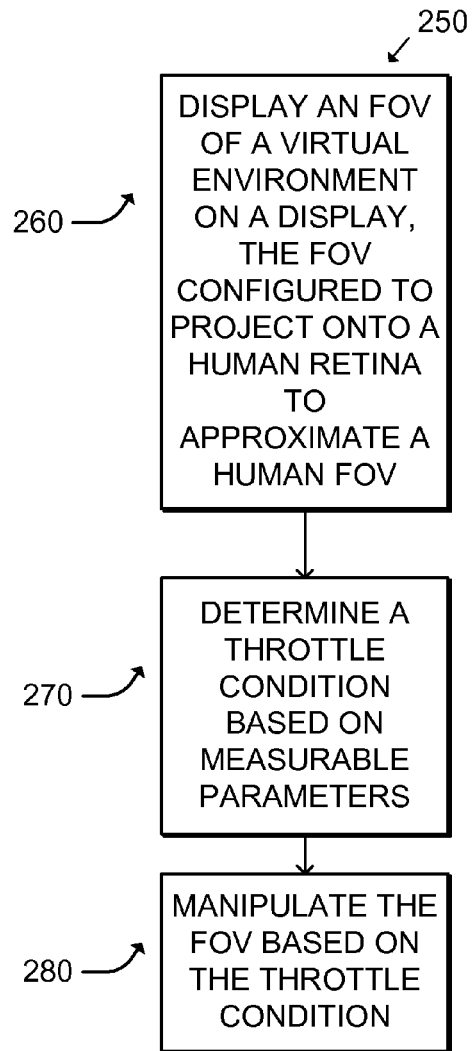 250
260
DISPLAY AN FOV
OF A VIRTUAL
ENVIRONMENT
ON A DISPLAY,
THE FOV
CONFIGURED TO
PROJECT ONTO A
HUMAN RETINA
TO
APPROXIMATE A
HUMAN FOV
270
DETERMINE A
THROTTLE
CONDITION
BASED ON
MEASURABLE
PARAMETERS
280
MANIPULATE THE
FOV BASED ON
THE THROTTLE
CONDITION